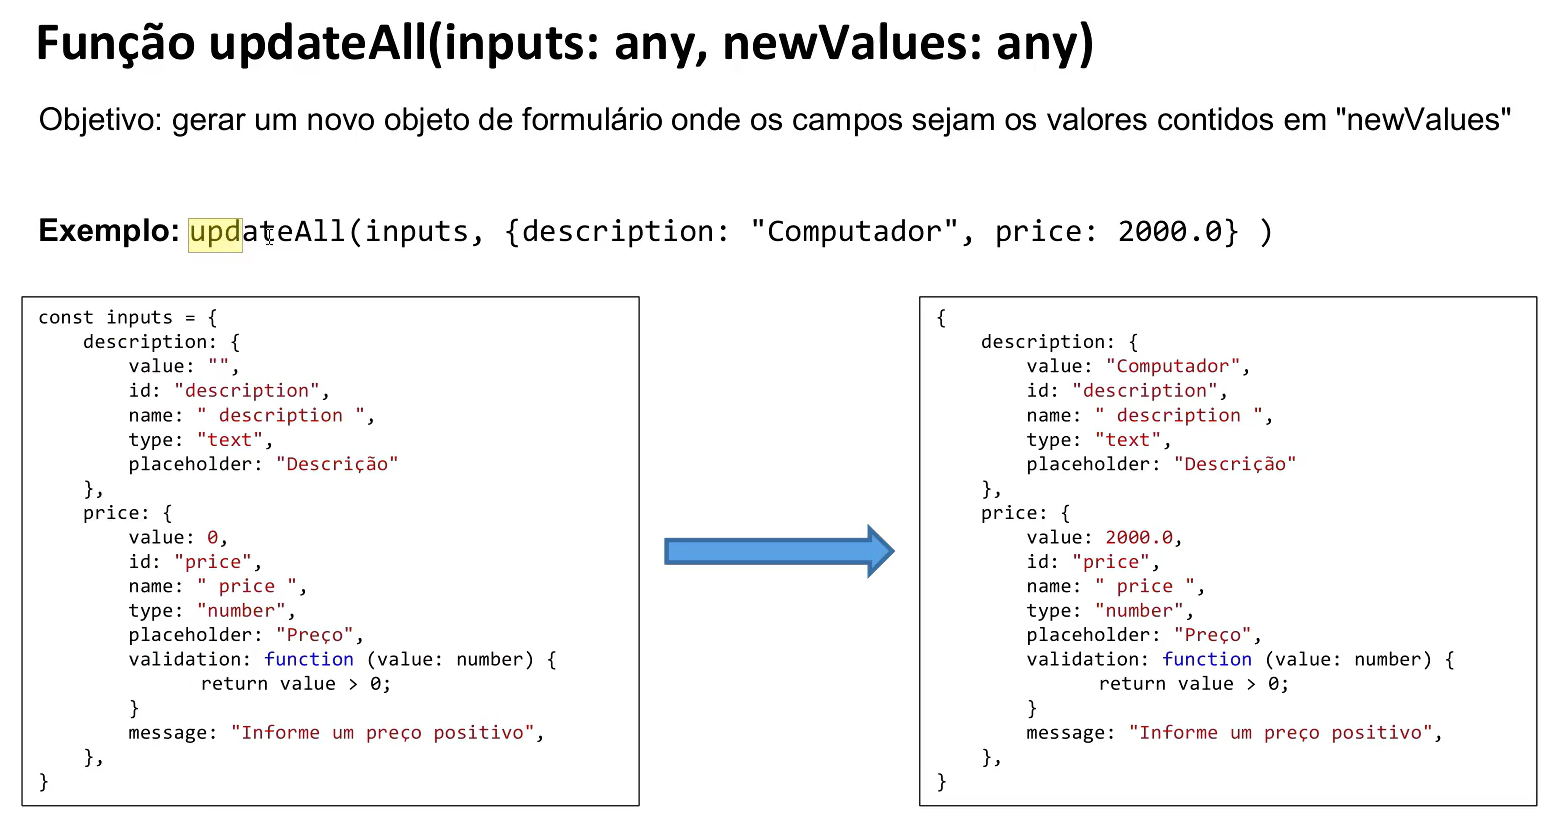 Função updateAll(inputs: any, newValues: any)
Objetivo: gerar um novo objeto de formulário onde os campos sejam os valores contidos em "newValues"
Exemplo: updateAll(inputs, {description: "Computador", price: 2000.0} )
const inputs = {
    description: {
        value: "",
        id: "description",
        name: " description ",
        type: "text",
        placeholder: "Descrição"
    },
    price: {
        value: 0,
        id: "price",
        name: " price ",
        type: "number",
        placeholder: "Preço",
        validation: function (value: number) {
              return value > 0;
        }
        message: "Informe um preço positivo",
    },
}
{
    description: {
        value: "Computador",
        id: "description",
        name: " description ",
        type: "text",
        placeholder: "Descrição"
    },
    price: {
        value: 2000.0,
        id: "price",
        name: " price ",
        type: "number",
        placeholder: "Preço",
        validation: function (value: number) {
              return value > 0;
        }
        message: "Informe um preço positivo",
    },
}